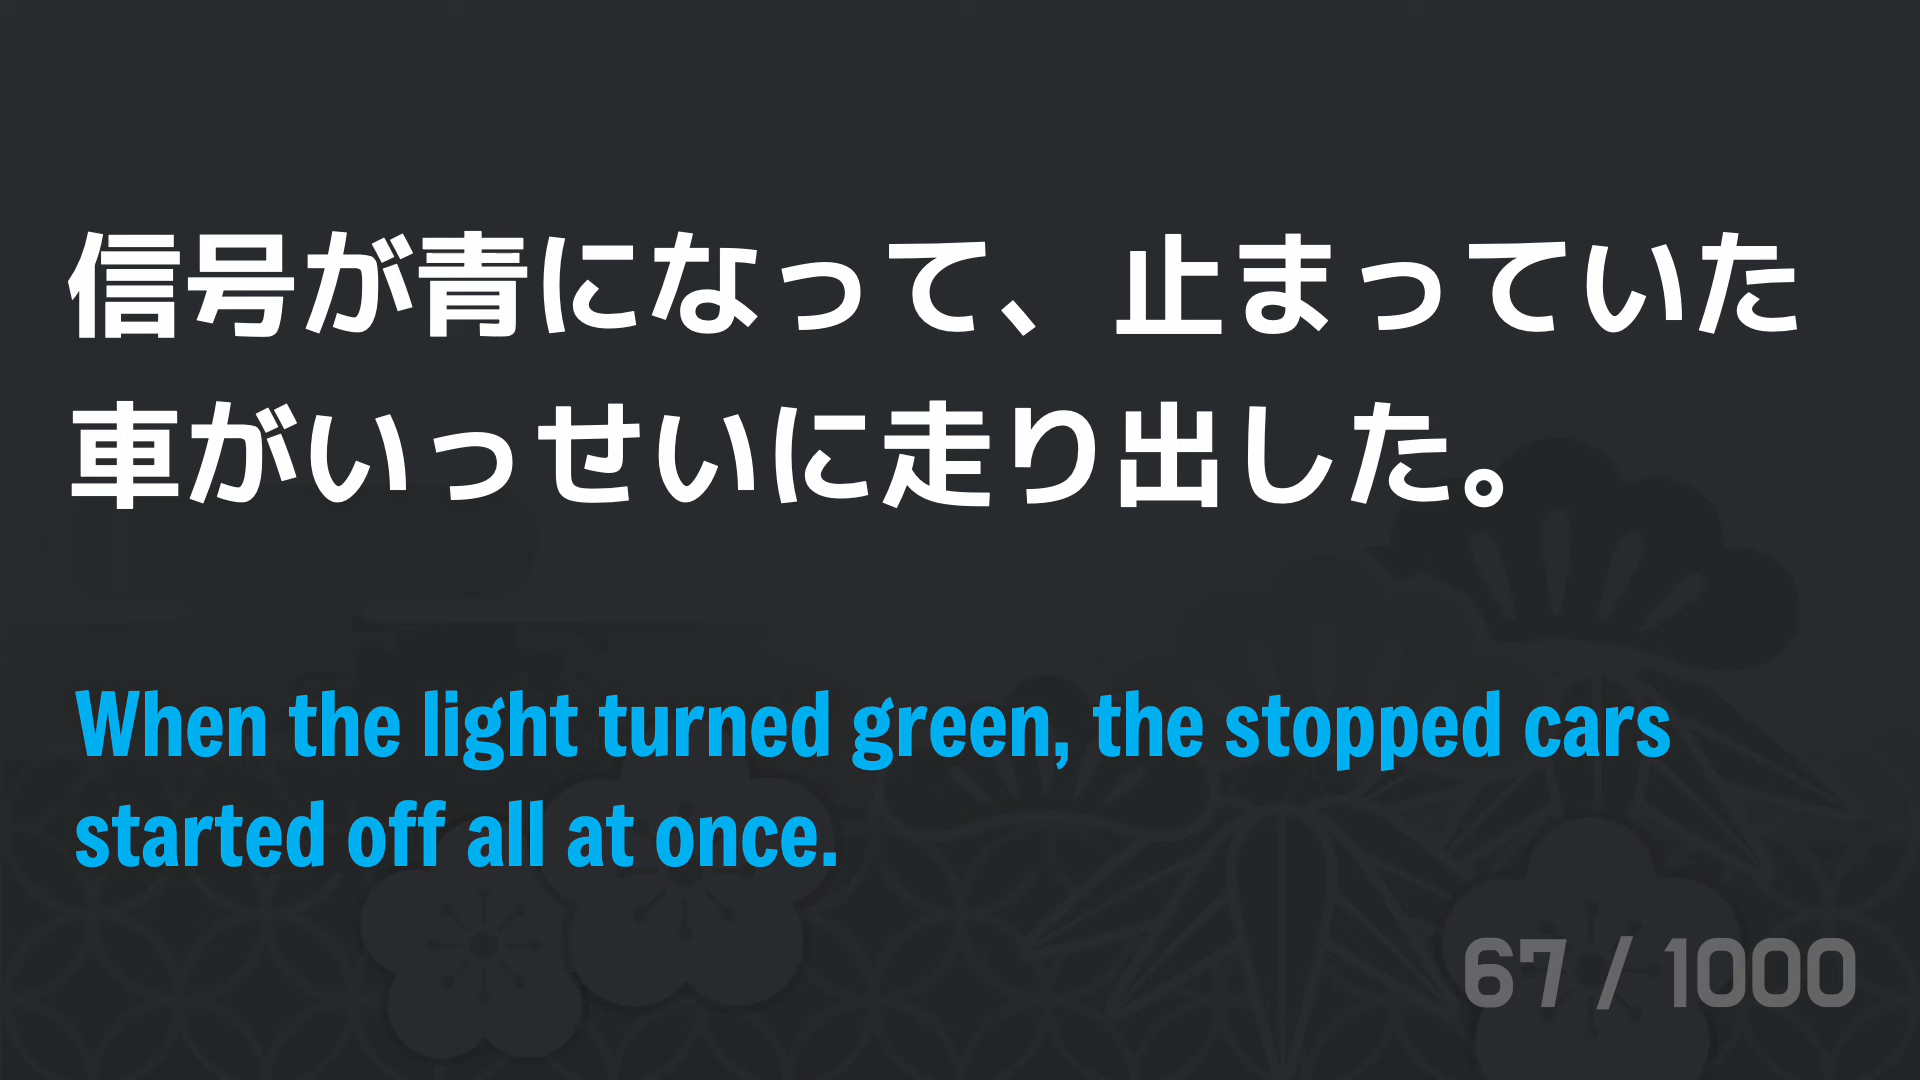 信号が青になって、止まっていた
車がいっせいに走り出した。
When the light turned green, the stopped cars
started off all at once.
67 / 1000